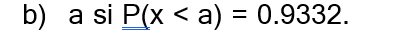 b) a si P(x < a) = 0.9332.